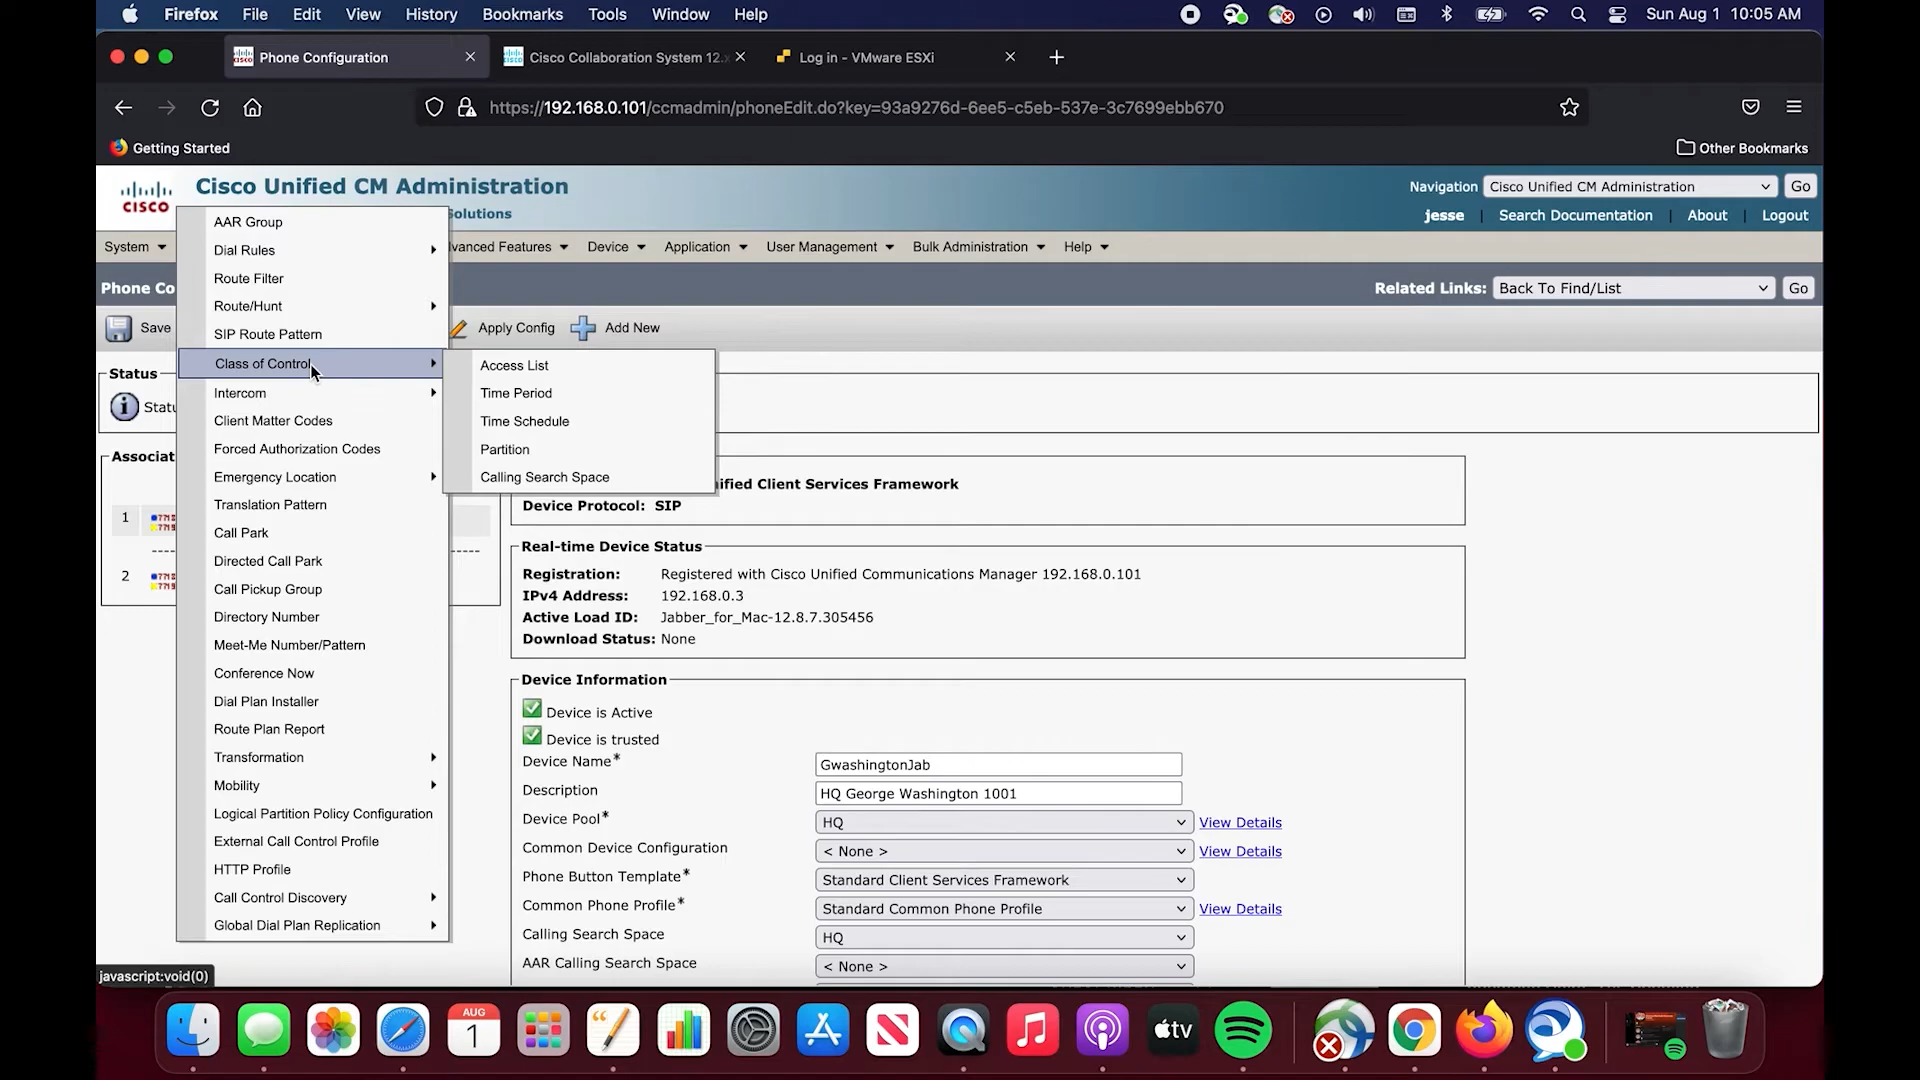 Firefox File Edit View History Bookmarks Tools Window Help Sun Aug 1 10:05 AM
Phone Configuration Cisco Collaboration System 12. Log in - VMware ESXi
https://192.168.0.101/ccmadmin/phoneEdit.do?key=93a9276d-6ee5-c5eb-537e-3c7699ebb670
Getting Started Other Bookmarks
CISCO Cisco Unified CM Administration Navigation Cisco Unified CM Administration Go
Solutions jesse Search Documentation About Logout
System Advanced Features Device Application User Management Bulk Administration Help
Phone Co Related Links: Back To Find/List Go
Save Apply Config Add New
Status
Statu
Associat
1
2
AAR Group
Dial Rules
Route Filter
Route/Hunt
SIP Route Pattern
Class of Control
Intercom
Client Matter Codes
Forced Authorization Codes
Emergency Location
Translation Pattern
Call Park
Directed Call Park
Call Pickup Group
Directory Number
Meet-Me Number/Pattern
Conference Now
Dial Plan Installer
Route Plan Report
Transformation
Mobility
Logical Partition Policy Configuration
External Call Control Profile
HTTP Profile
Call Control Discovery
Global Dial Plan Replication
Access List
Time Period
Time Schedule
Partition
Calling Search Space
ified Client Services Framework
Device Protocol: SIP
Real-time Device Status
Registration: Registered with Cisco Unified Communications Manager 192.168.0.101
IPv4 Address: 192.168.0.3
Active Load ID: Jabber_for_Mac-12.8.7.305456
Download Status: None
Device Information
Device is Active
Device is trusted
Device Name* GwashingtonJab
Description HQ George Washington 1001
Device Pool* HQ View Details
Common Device Configuration < None > View Details
Phone Button Template* Standard Client Services Framework
Common Phone Profile* Standard Common Phone Profile View Details
Calling Search Space HQ
AAR Calling Search Space < None >
javascript:void(0)
AUG
1
tv